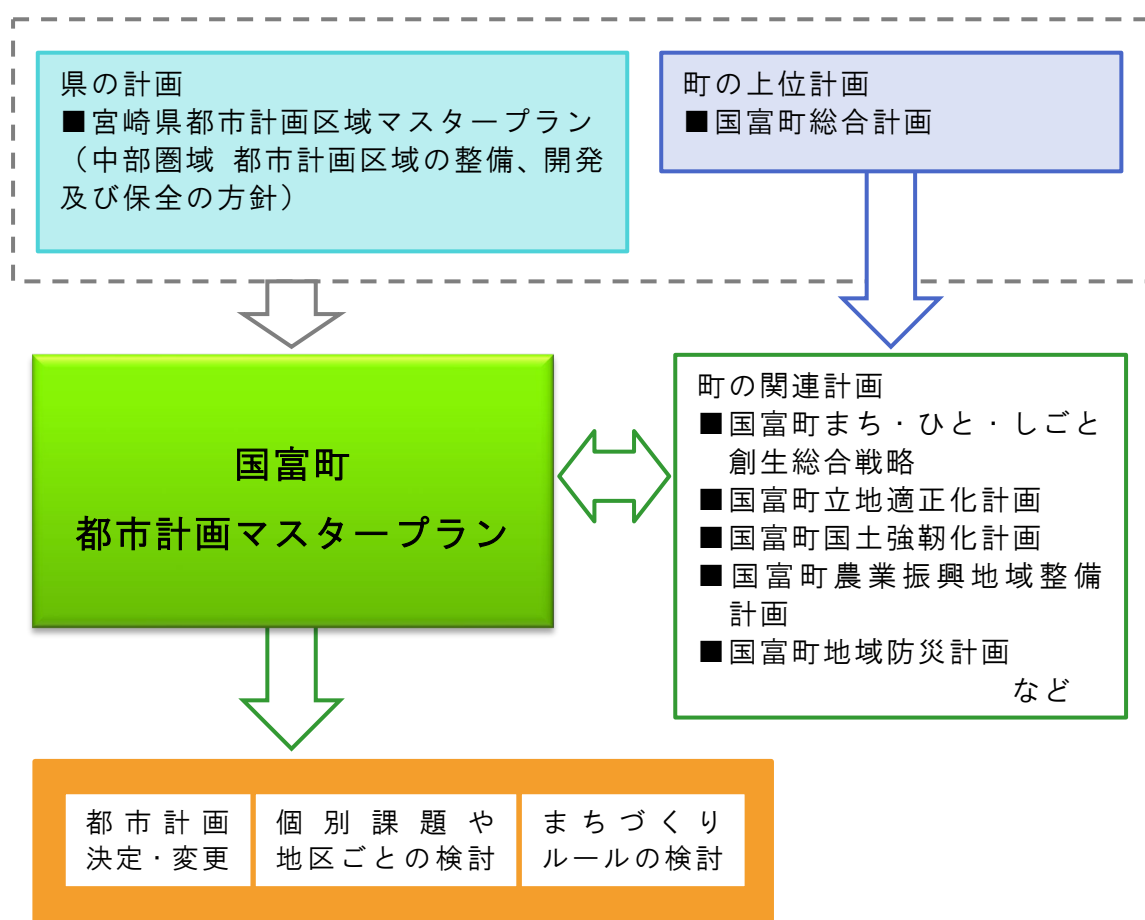 県の計画
■宮崎県都市計画区域マスタープラン
（中部圏域 都市計画区域の整備、開発
及び保全の方針）
町の上位計画
■国富町総合計画
国富町
都市計画マスタープラン
町の関連計画
■国富町まち・ひと・しごと
創生総合戦略
■国富町立地適正化計画
■国富町国土強靭化計画
■国富町農業振興地域整備
計画
■国富町地域防災計画
など
都市計画
決定・変更
個別課題や
地区ごとの検討
まちづくり
ルールの検討